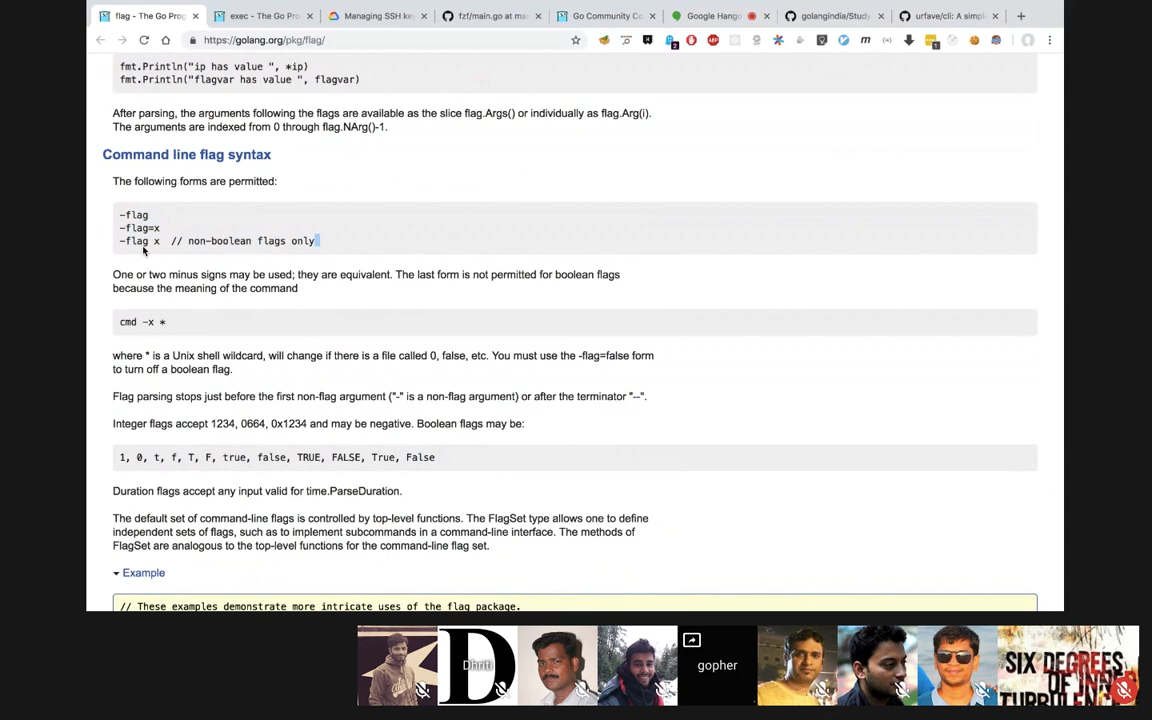 flag - The Go Prog
exec - The Go Pro
Managing SSH key
fzf/main.go at mas
Go Community Co
Google Hango
golangindia/Study
urfave/cli: A simpl
https://golang.org/pkg/flag/
2
ABP
m
1
fmt.Println("ip has value ", *ip)
fmt.Println("flagvar has value ", flagvar)
After parsing, the arguments following the flags are available as the slice flag.Args() or individually as flag.Arg(i).
The arguments are indexed from 0 through flag.NArg()-1.
Command line flag syntax
The following forms are permitted:
-flag
-flag=x
-flag x  // non-boolean flags only
One or two minus signs may be used; they are equivalent. The last form is not permitted for boolean flags
because the meaning of the command
cmd -x *
where * is a Unix shell wildcard, will change if there is a file called 0, false, etc. You must use the -flag=false form
to turn off a boolean flag.
Flag parsing stops just before the first non-flag argument ("-" is a non-flag argument) or after the terminator "--".
Integer flags accept 1234, 0664, 0x1234 and may be negative. Boolean flags may be:
1, 0, t, f, T, F, true, false, TRUE, FALSE, True, False
Duration flags accept any input valid for time.ParseDuration.
The default set of command-line flags is controlled by top-level functions. The FlagSet type allows one to define
independent sets of flags, such as to implement subcommands in a command-line interface. The methods of
FlagSet are analogous to the top-level functions for the command-line flag set.
Example
// These examples demonstrate more intricate uses of the flag package.
D
Dhriti
gopher
SIX DEGREES
OF INNER
TURBULENCE